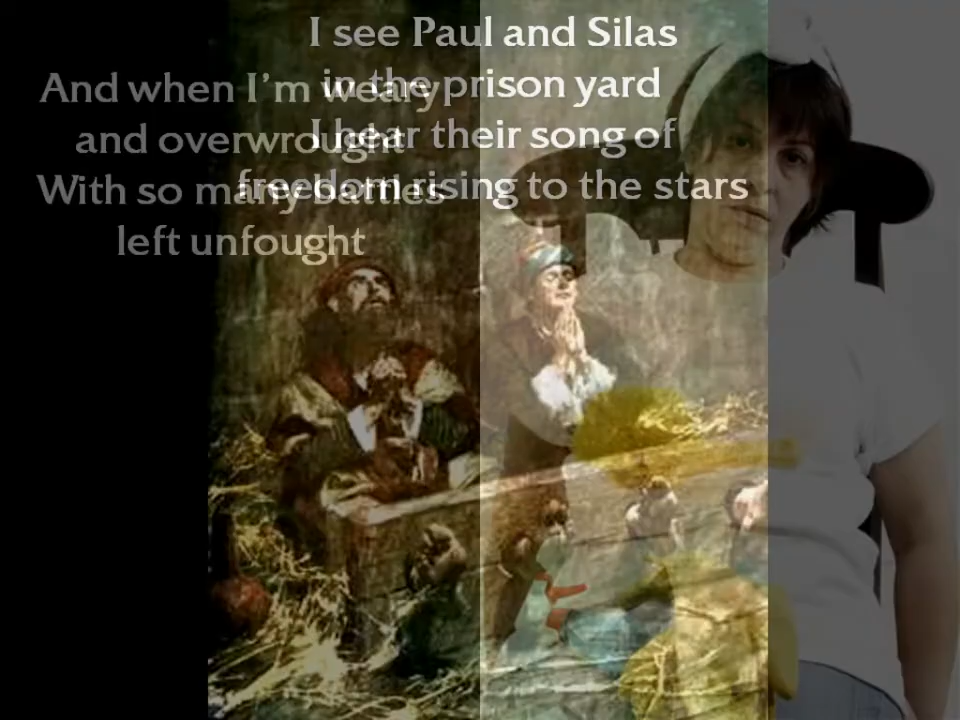 I see Paul and Silas
in the prison yard
I hear their song of
freedom rising to the stars
And when I'm weary
and overwrought
With so many battles
left unfought